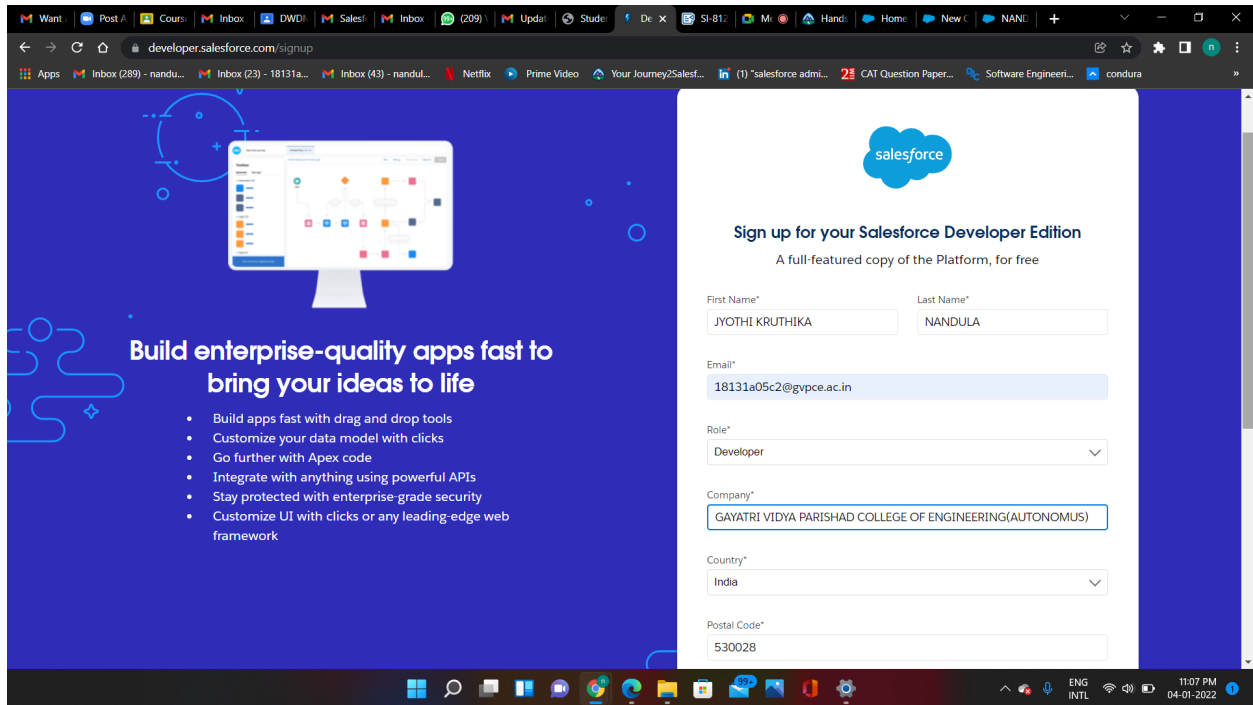 Want
Post A
Cours
Inbox
DWDN
Salesf
Inbox
(209)
Updat
Stude
De
SI-812
Me
Hands
Home
New C
NAND
developer.salesforce.com/signup
Apps
Inbox (289) - nandu...
Inbox (23) - 18131a...
Inbox (43) - nandul...
Netflix
Prime Video
Your Journey2Salesf...
(1) "salesforce admi...
CAT Question Paper...
Software Engineeri...
condura
»
Build enterprise-quality apps fast to
bring your ideas to life
• Build apps fast with drag and drop tools
• Customize your data model with clicks
• Go further with Apex code
• Integrate with anything using powerful APIs
• Stay protected with enterprise-grade security
• Customize UI with clicks or any leading-edge web
framework
salesforce
Sign up for your Salesforce Developer Edition
A full-featured copy of the Platform, for free
First Name* Last Name*
JYOTHI KRUTHIKA NANDULA
Email*
18131a05c2@gvpce.ac.in
Role*
Developer
Company*
GAYATRI VIDYA PARISHAD COLLEGE OF ENGINEERING(AUTONOMUS)
Country*
India
Postal Code*
530028
99+
ENG
INTL
11:07 PM
04-01-2022
1